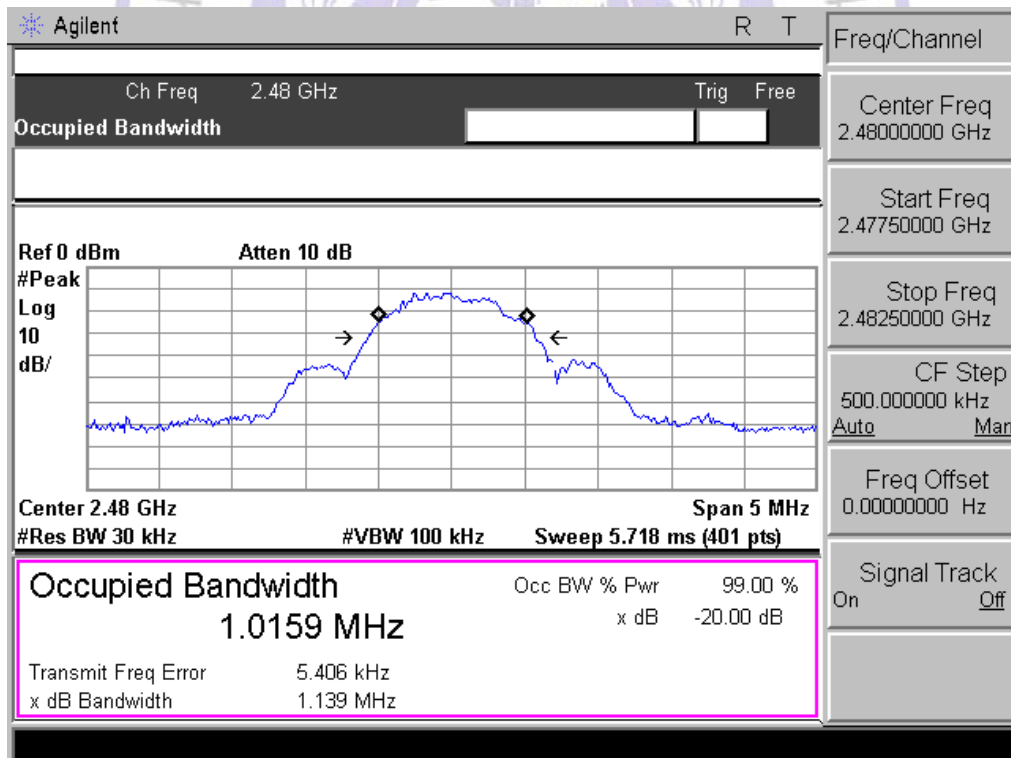 Agilent R T
Freq/Channel
Ch Freq 2.48 GHz Trig Free
Occupied Bandwidth
Center Freq
2.48000000 GHz
Start Freq
2.47750000 GHz
Stop Freq
2.48250000 GHz
CF Step
500.000000 kHz
Auto Man
Freq Offset
0.00000000 Hz
Signal Track
On Off
Ref 0 dBm Atten 10 dB
#Peak
Log
10
dB/
Center 2.48 GHz Span 5 MHz
#Res BW 30 kHz #VBW 100 kHz Sweep 5.718 ms (401 pts)
Occupied Bandwidth
1.0159 MHz
Occ BW % Pwr 99.00 %
x dB -20.00 dB
Transmit Freq Error 5.406 kHz
x dB Bandwidth 1.139 MHz